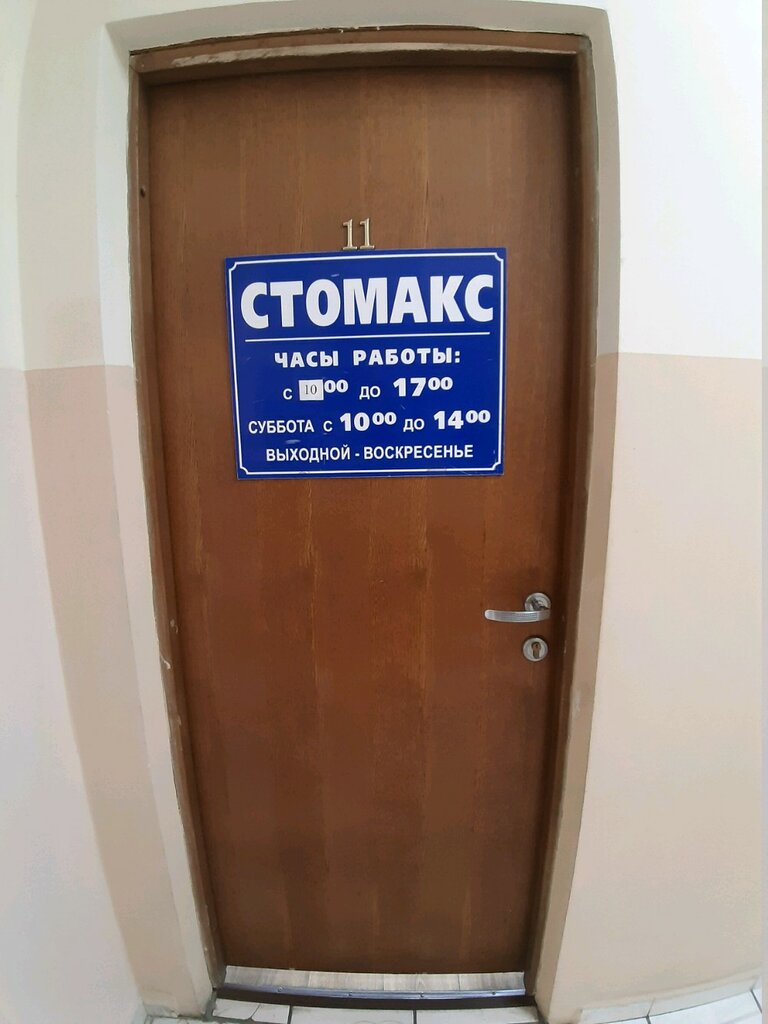 11
СТОМАКС
ЧАСЫ РАБОТЫ:
с 10⁰⁰ до 17⁰⁰
СУББОТА с 10⁰⁰ до 14⁰⁰
ВЫХОДНОЙ - ВОСКРЕСЕНЬЕ